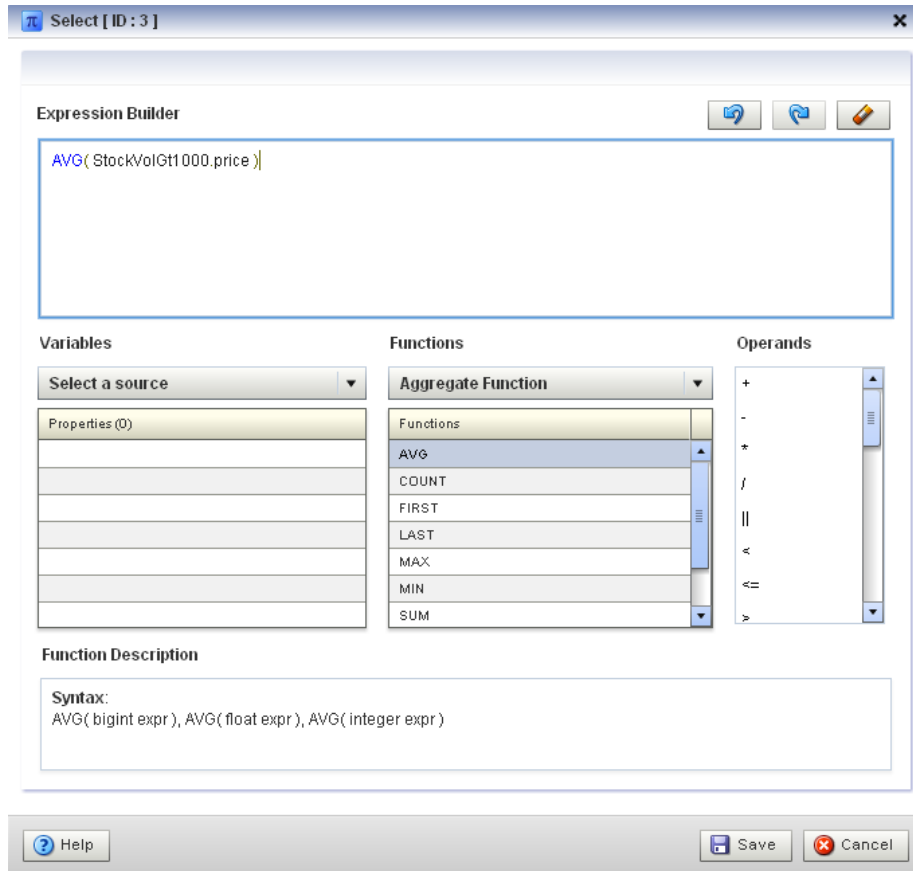 π Select [ ID : 3 ]
Expression Builder
AVG( StockVolGt1000.price )
Variables
Functions
Operands
Select a source
Aggregate Function
Properties (0)
Functions
AVG
COUNT
FIRST
LAST
MAX
MIN
SUM
+
-
*
/
||
<
<=
>
Function Description
Syntax:
AVG( bigint expr ), AVG( float expr ), AVG( integer expr )
? Help
Save
Cancel